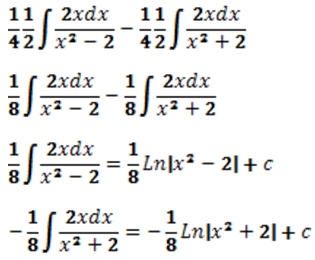 1/4 1/2 ∫ 2xdx/(x² − 2) − 1/4 1/2 ∫ 2xdx/(x² + 2)
1/8 ∫ 2xdx/(x² − 2) − 1/8 ∫ 2xdx/(x² + 2)
1/8 ∫ 2xdx/(x² − 2) = 1/8 Ln|x² − 2| + c
−1/8 ∫ 2xdx/(x² + 2) = −1/8 Ln|x² + 2| + c